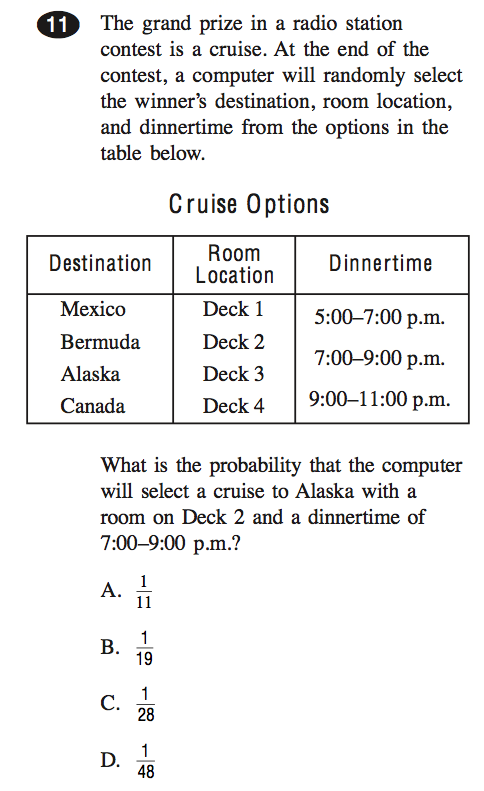 11 The grand prize in a radio station
contest is a cruise. At the end of the
contest, a computer will randomly select
the winner's destination, room location,
and dinnertime from the options in the
table below.
Cruise Options
Destination Room Location Dinnertime
Mexico Deck 1 5:00–7:00 p.m.
Bermuda Deck 2 7:00–9:00 p.m.
Alaska Deck 3 9:00–11:00 p.m.
Canada Deck 4
What is the probability that the computer
will select a cruise to Alaska with a
room on Deck 2 and a dinnertime of
7:00–9:00 p.m.?
A. 1/11
B. 1/19
C. 1/28
D. 1/48